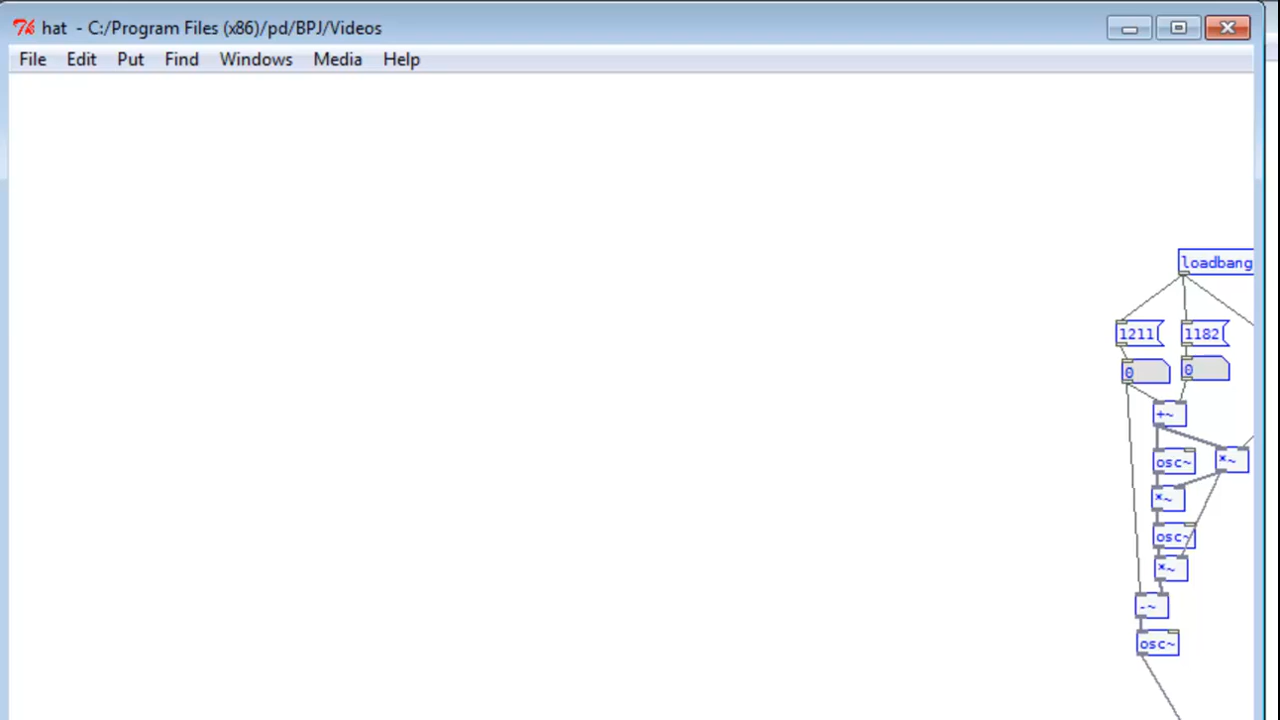 hat - C:/Program Files (x86)/pd/BPJ/Videos
File Edit Put Find Windows Media Help
loadbang
1211 1182
0 0
+~
osc~ *~
*~
osc~
*~
-~
osc~